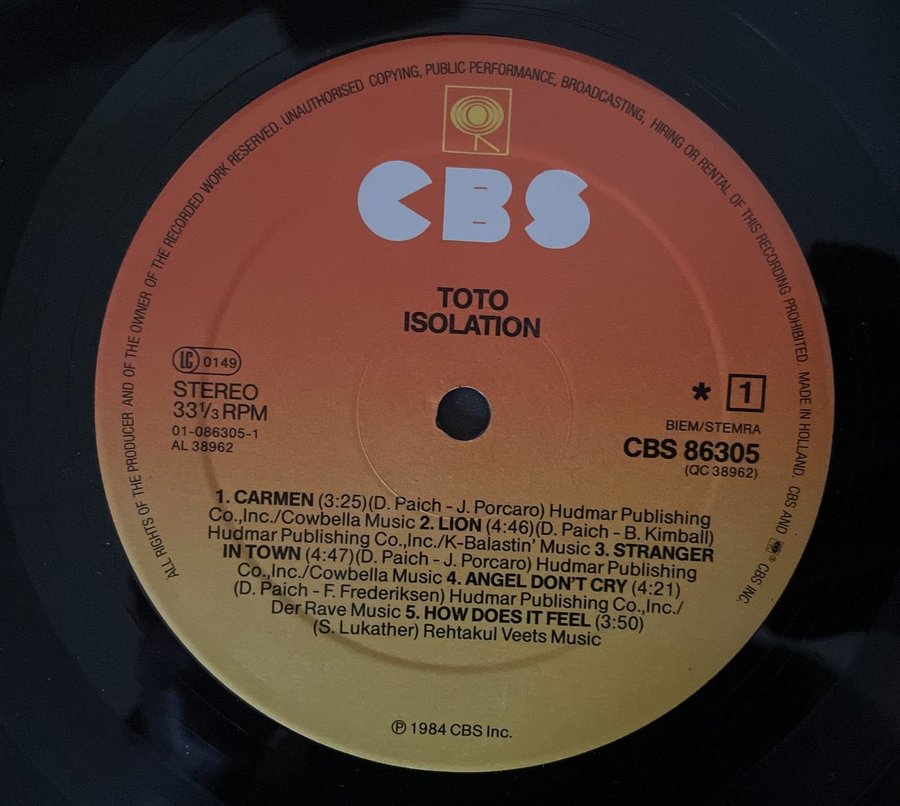 ALL RIGHTS OF THE PRODUCER AND OF THE OWNER OF THE RECORDED WORK RESERVED. UNAUTHORISED COPYING, PUBLIC PERFORMANCE, BROADCASTING, HIRING OR RENTAL OF THIS RECORDING PROHIBITED. MADE IN HOLLAND. CBS AND ® CBS INC.
CBS
TOTO
ISOLATION
LC 0149
STEREO
33 1/3 RPM
01-086305-1
AL 38962
* 1
BIEM/STEMRA
CBS 86305
(QC 38962)
1. CARMEN (3:25)(D. Paich - J. Porcaro) Hudmar Publishing
Co.,Inc./Cowbella Music 2. LION (4:46)(D. Paich - B. Kimball)
Hudmar Publishing Co.,Inc./K-Balastin' Music 3. STRANGER
IN TOWN (4:47)(D. Paich - J. Porcaro) Hudmar Publishing
Co.,Inc./Cowbella Music 4. ANGEL DON'T CRY (4:21)
(D. Paich - F. Frederiksen) Hudmar Publishing Co.,Inc./
Der Rave Music 5. HOW DOES IT FEEL (3:50)
(S. Lukather) Rehtakul Veets Music
℗ 1984 CBS Inc.